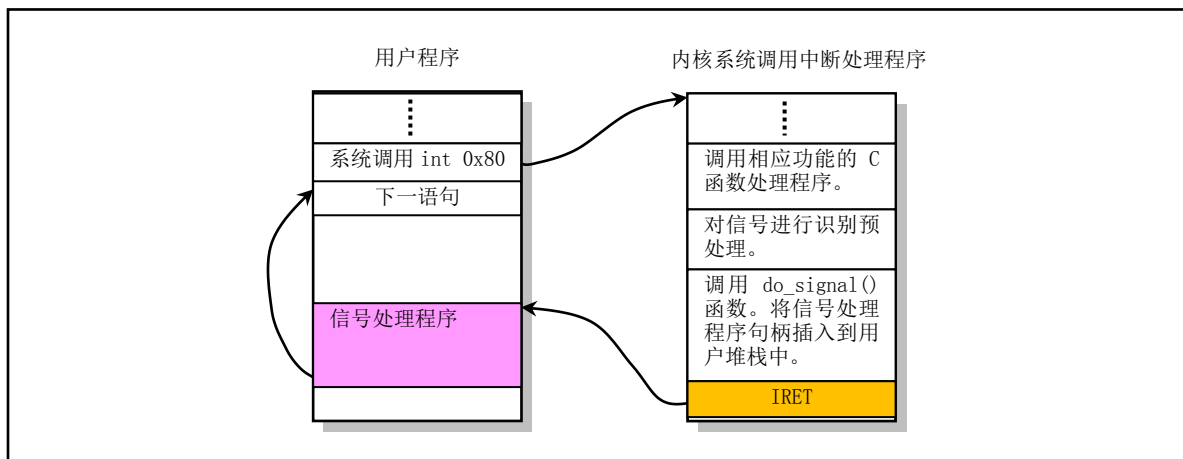 用户程序
系统调用 int 0x80
下一语句
信号处理程序
内核系统调用中断处理程序
调用相应功能的 C
函数处理程序。
对信号进行识别预
处理。
调用 do_signal()
函数。将信号处理
程序句柄插入到用
户堆栈中。
IRET